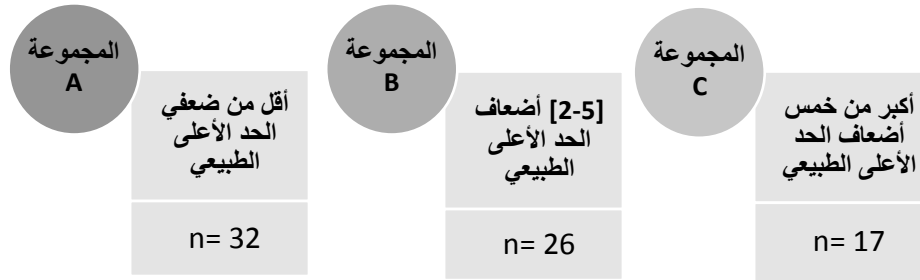 المجموعة
A
أقل من ضعفي
الحد الأعلى
الطبيعي
n= 32
المجموعة
B
[2-5] أضعاف
الحد الأعلى
الطبيعي
n= 26
المجموعة
C
أكبر من خمس
أضعاف الحد
الأعلى الطبيعي
n= 17